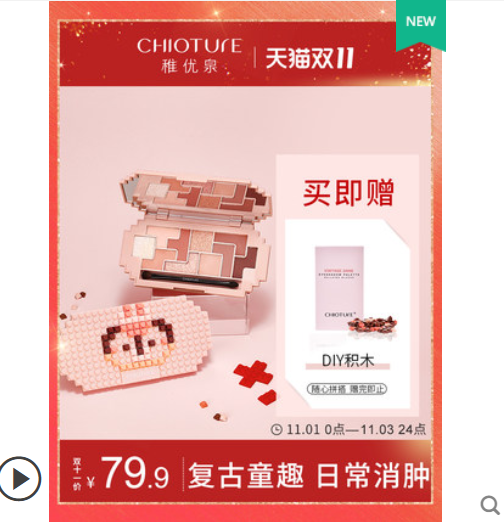 NEW
CHIOTURE
稚优泉
天猫双11
买即赠
CHIOTURE
DIY积木
随心拼搭 赠完即止
11.01 0点—11.03 24点
双十一价
¥79.9
复古童趣 日常消肿